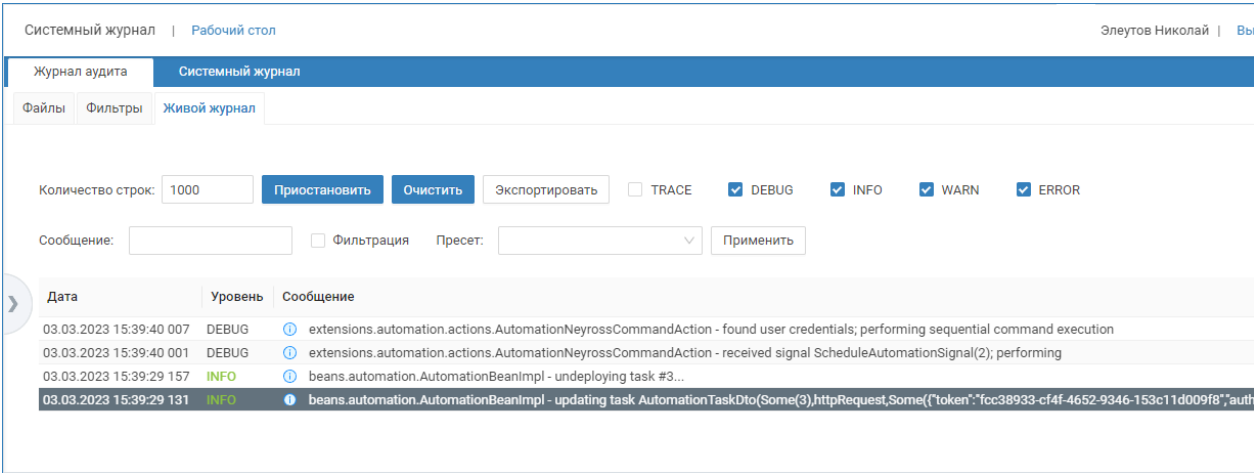 Системный журнал | Рабочий стол Элеутов Николай | Вы
Журнал аудита Системный журнал
Файлы Фильтры Живой журнал
Количество строк: 1000 Приостановить Очистить Экспортировать TRACE DEBUG INFO WARN ERROR
Сообщение: Фильтрация Пресет: Применить
Дата Уровень Сообщение
03.03.2023 15:39:40 007 DEBUG extensions.automation.actions.AutomationNeyrossCommandAction - found user credentials; performing sequential command execution
03.03.2023 15:39:40 001 DEBUG extensions.automation.actions.AutomationNeyrossCommandAction - received signal ScheduleAutomationSignal(2); performing
03.03.2023 15:39:29 157 INFO beans.automation.AutomationBeanImpl - undeploying task #3...
03.03.2023 15:39:29 131 INFO beans.automation.AutomationBeanImpl - updating task AutomationTaskDto(Some(3),httpRequest,Some({"token":"fcc38933-cf4f-4652-9346-153c11d009f8","auth